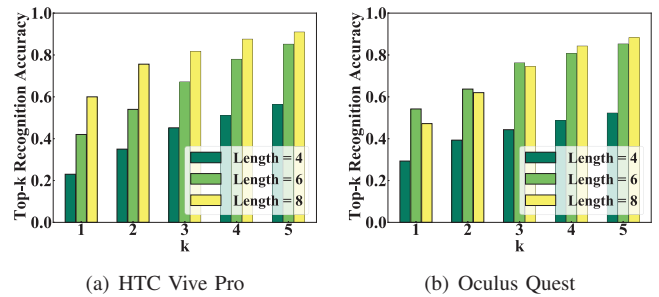 Top-k Recognition Accuracy
1.0
0.8
0.6
0.4
0.2
0.0
Length = 4
Length = 6
Length = 8
1 2 3 4 5
k
(a) HTC Vive Pro
Top-k Recognition Accuracy
1.0
0.8
0.6
0.4
0.2
0.0
Length = 4
Length = 6
Length = 8
1 2 3 4 5
k
(b) Oculus Quest